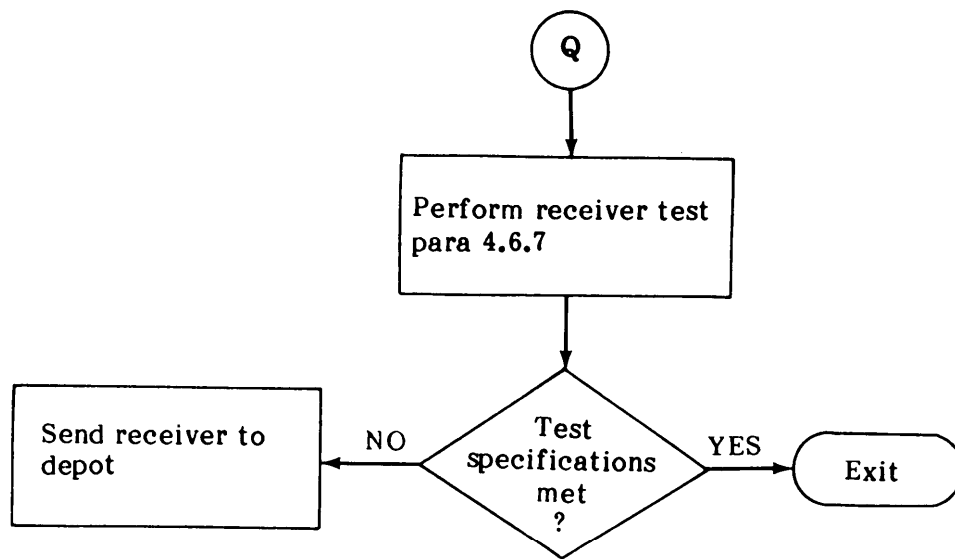 Q
Perform receiver test
para 4.6.7
Send receiver to
depot
NO
Test
specifications
met
?
YES
Exit